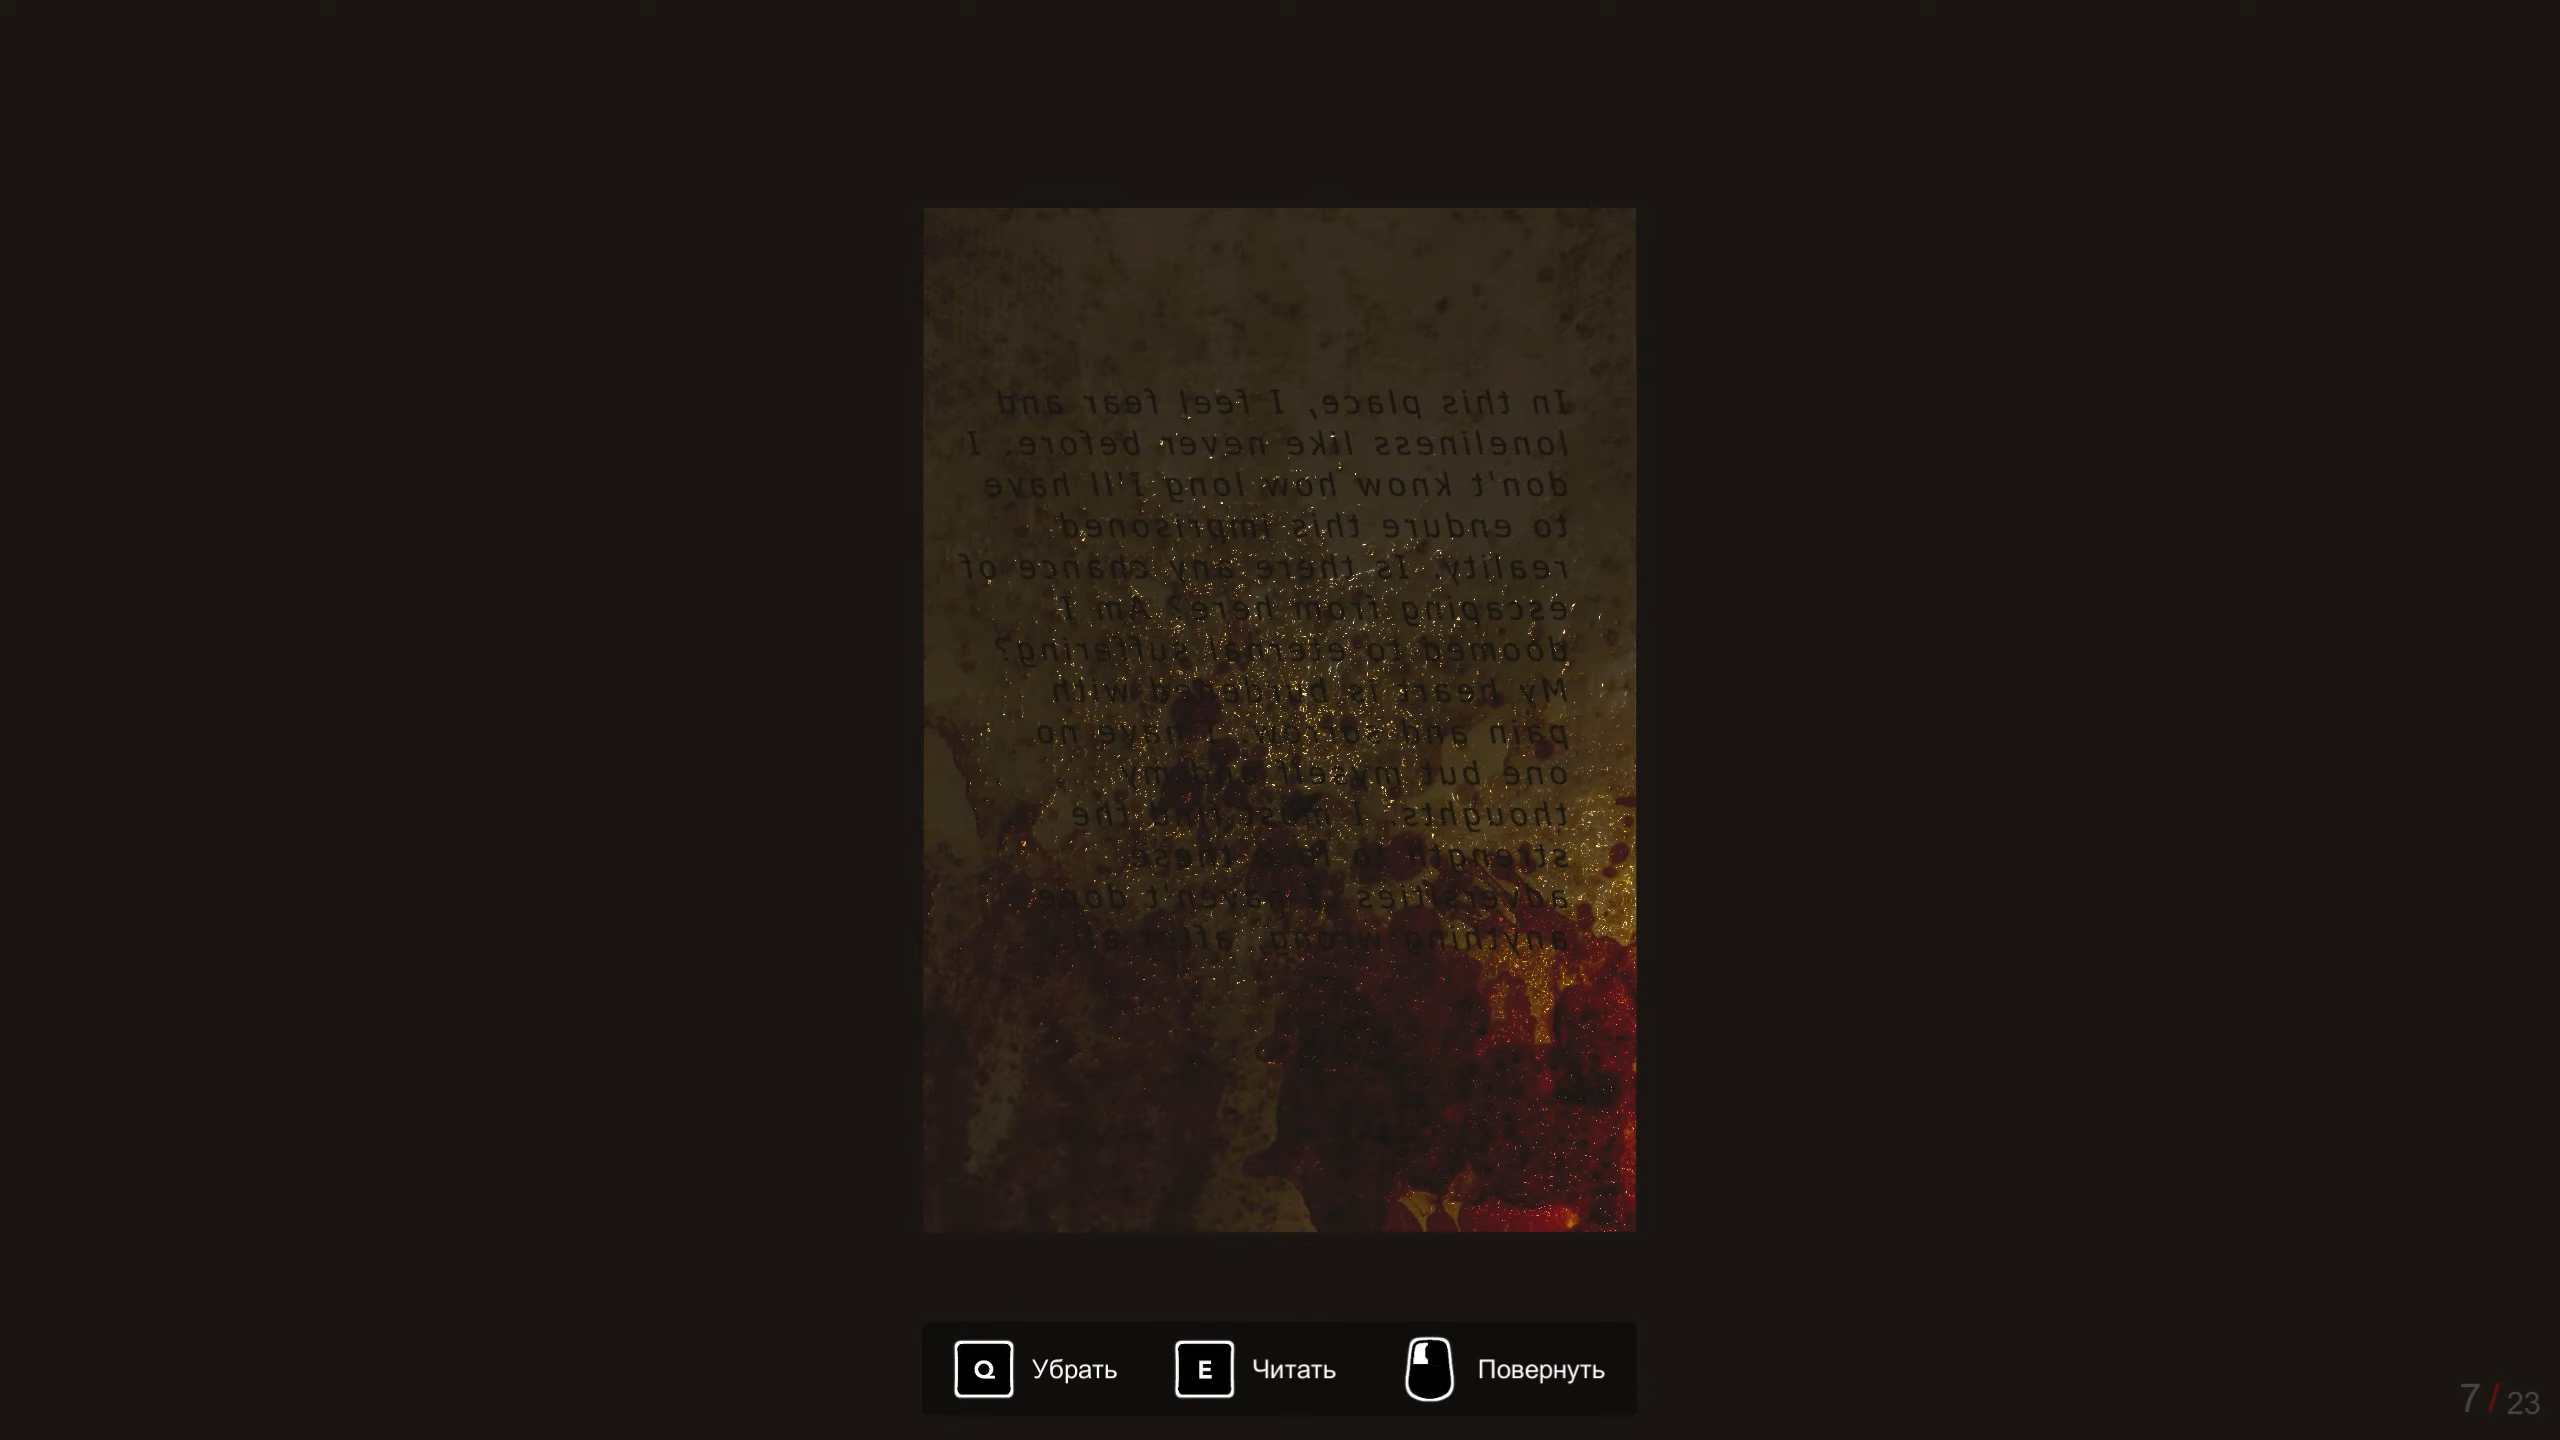 In this place, I feel fear and
loneliness like never before. I
don't know how long I'll have
to endure this imprisoned
reality. Is there any chance of
escaping from here? Am I
doomed to eternal suffering?
My heart is burdened with
pain and sorrow. I have no
one but myself and my
thoughts. I must find the
strength to face these
adversities. I haven't done
anything wrong, after all.
Q Убрать E Читать Повернуть
7 / 23